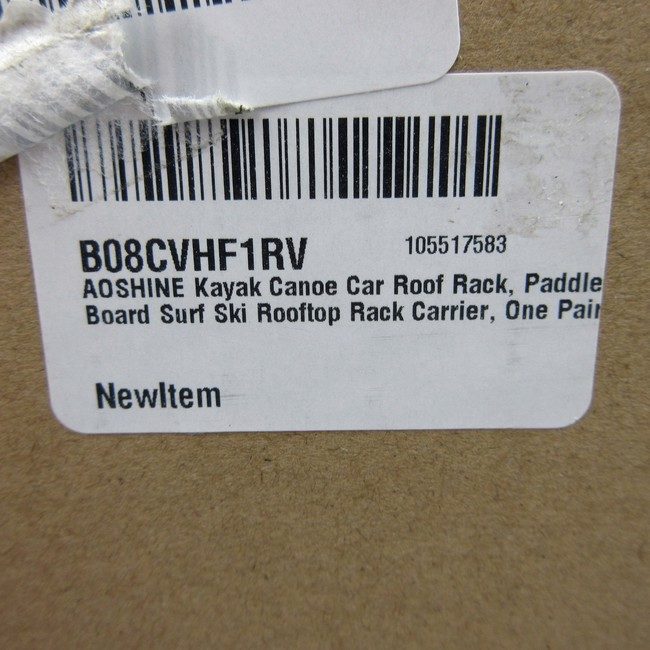 B08CVHF1RV
105517583
AOSHINE Kayak Canoe Car Roof Rack, Paddle
Board Surf Ski Rooftop Rack Carrier, One Pair
NewItem